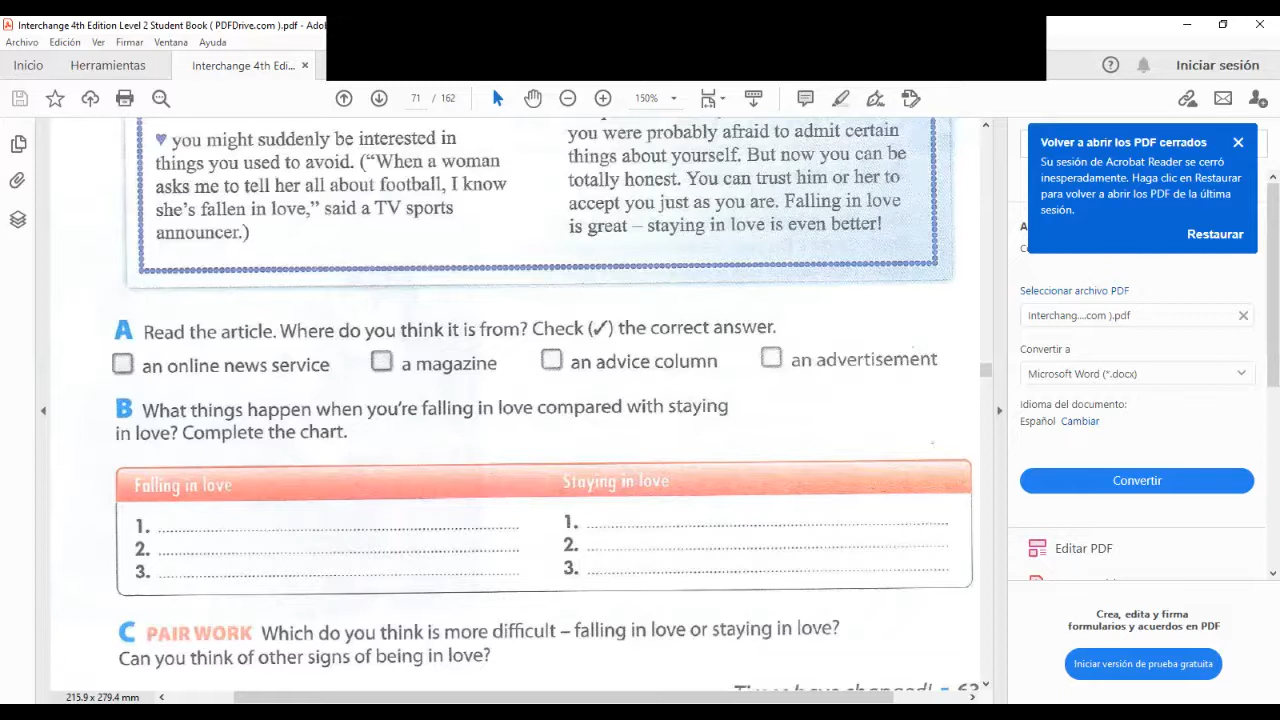 Interchange 4th Edition Level 2 Student Book ( PDFDrive.com ).pdf - Adob
Archivo Edición Ver Firmar Ventana Ayuda
Inicio Herramientas Interchange 4th Edi... × Iniciar sesión
71 / 162 150%
♥ you might suddenly be interested in
things you used to avoid. ("When a woman
asks me to tell her all about football, I know
she's fallen in love," said a TV sports
announcer.)
you were probably afraid to admit certain
things about yourself. But now you can be
totally honest. You can trust him or her to
accept you just as you are. Falling in love
is great – staying in love is even better!
A Read the article. Where do you think it is from? Check (✓) the correct answer.
an online news service a magazine an advice column an advertisement
B What things happen when you're falling in love compared with staying
in love? Complete the chart.
Falling in love Staying in love
1. 1.
2. 2.
3. 3.
C PAIR WORK Which do you think is more difficult – falling in love or staying in love?
Can you think of other signs of being in love?
215.9 x 279.4 mm
Volver a abrir los PDF cerrados
Su sesión de Acrobat Reader se cerró
inesperadamente. Haga clic en Restaurar
para volver a abrir los PDF de la última
sesión.
Restaurar
Seleccionar archivo PDF
Interchang....com ).pdf
Convertir a
Microsoft Word (*.docx)
Idioma del documento:
Español Cambiar
Convertir
Editar PDF
Crea, edita y firma
formularios y acuerdos en PDF
Iniciar versión de prueba gratuita